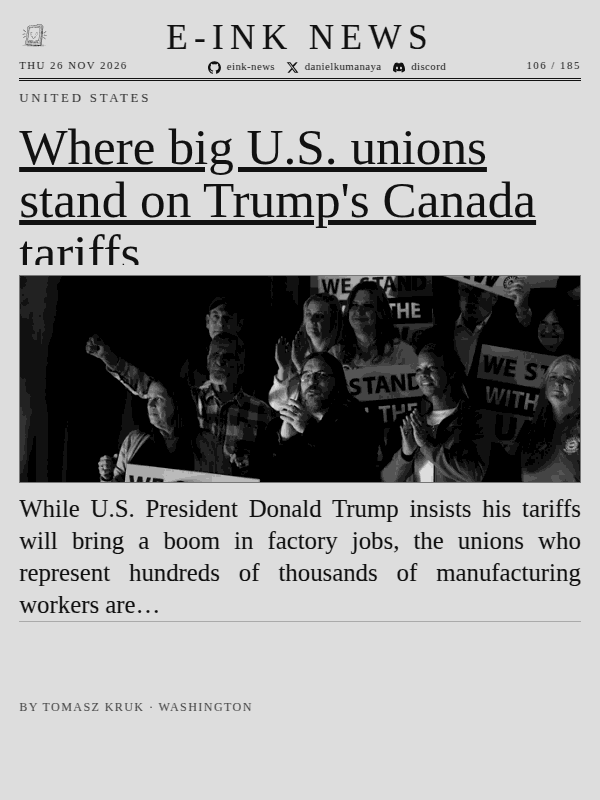 E-INK NEWS
THU 26 NOV 2026
eink-news
danielkumanaya
discord
106 / 185
UNITED STATES
Where big U.S. unions
stand on Trump's Canada
tariffs
WE STAND
THE
STAND
THE
WE ST
WITH
UA
WE S
While U.S. President Donald Trump insists his tariffs
will bring a boom in factory jobs, the unions who
represent hundreds of thousands of manufacturing
workers are…
BY TOMASZ KRUK · WASHINGTON